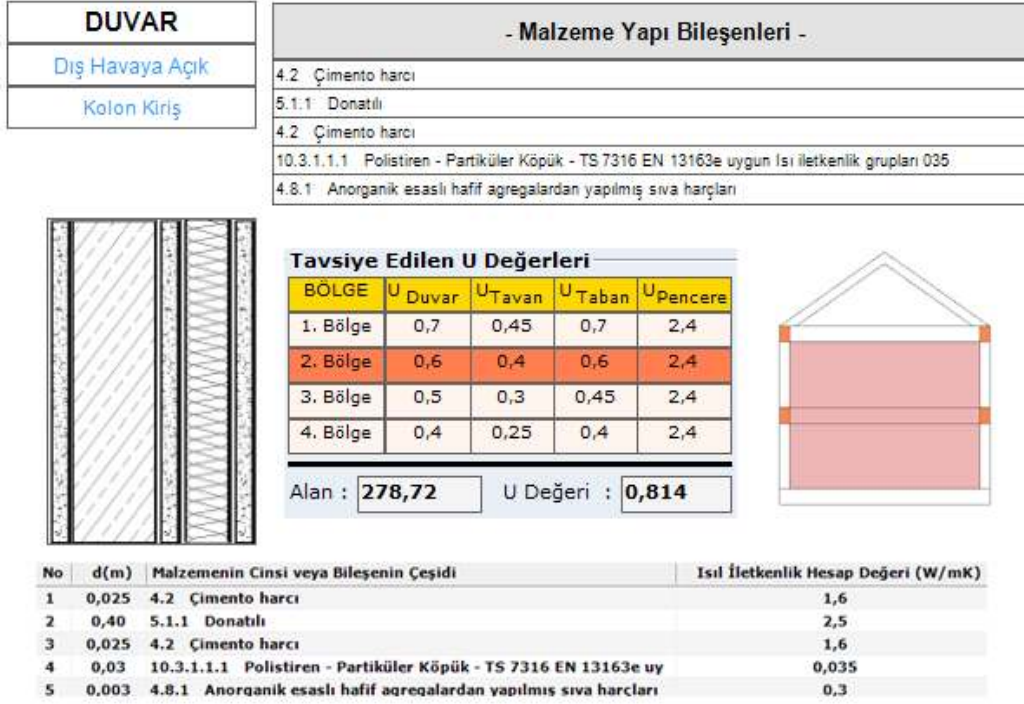 DUVAR
Dış Havaya Açık
Kolon Kiriş
- Malzeme Yapı Bileşenleri -
4.2 Çimento harcı
5.1.1 Donatılı
4.2 Çimento harcı
10.3.1.1.1 Polistiren - Partiküler Köpük - TS 7316 EN 13163e uygun Isı iletkenlik grupları 035
4.8.1 Anorganik esaslı hafif agregalardan yapılmış sıva harçları
Tavsiye Edilen U Değerleri
BÖLGE U Duvar U Tavan U Taban U Pencere
1. Bölge 0,7 0,45 0,7 2,4
2. Bölge 0,6 0,4 0,6 2,4
3. Bölge 0,5 0,3 0,45 2,4
4. Bölge 0,4 0,25 0,4 2,4
Alan : 278,72 U Değeri : 0,814
No d(m) Malzemenin Cinsi veya Bileşenin Çeşidi Isıl İletkenlik Hesap Değeri (W/mK)
1 0,025 4.2 Çimento harcı 1,6
2 0,40 5.1.1 Donatılı 2,5
3 0,025 4.2 Çimento harcı 1,6
4 0,03 10.3.1.1.1 Polistiren - Partiküler Köpük - TS 7316 EN 13163e uy 0,035
5 0,003 4.8.1 Anorganik esaslı hafif agregalardan yapılmış sıva harçları 0,3